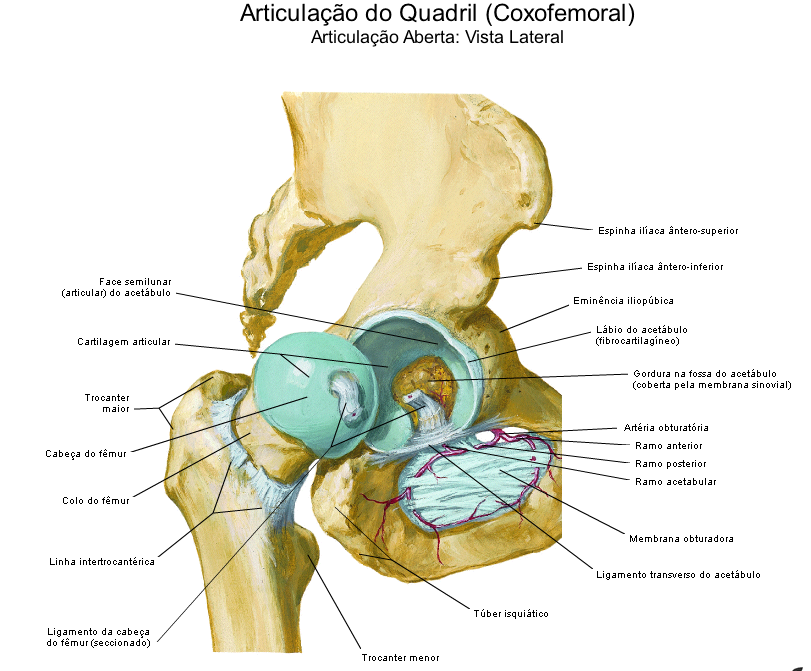 Articulação do Quadril (Coxofemoral)
Articulação Aberta: Vista Lateral
Espinha ilíaca ântero-superior
Espinha ilíaca ântero-inferior
Face semilunar
(articular) do acetábulo
Eminência iliopúbica
Lábio do acetábulo
(fibrocartilagíneo)
Cartilagem articular
Gordura na fossa do acetábulo
(coberta pela membrana sinovial)
Trocanter
maior
Artéria obturatória
Ramo anterior
Cabeça do fêmur
Ramo posterior
Ramo acetabular
Colo do fêmur
Membrana obturadora
Linha intertrocantérica
Ligamento transverso do acetábulo
Túber isquiático
Ligamento da cabeça
do fêmur (seccionado)
Trocanter menor